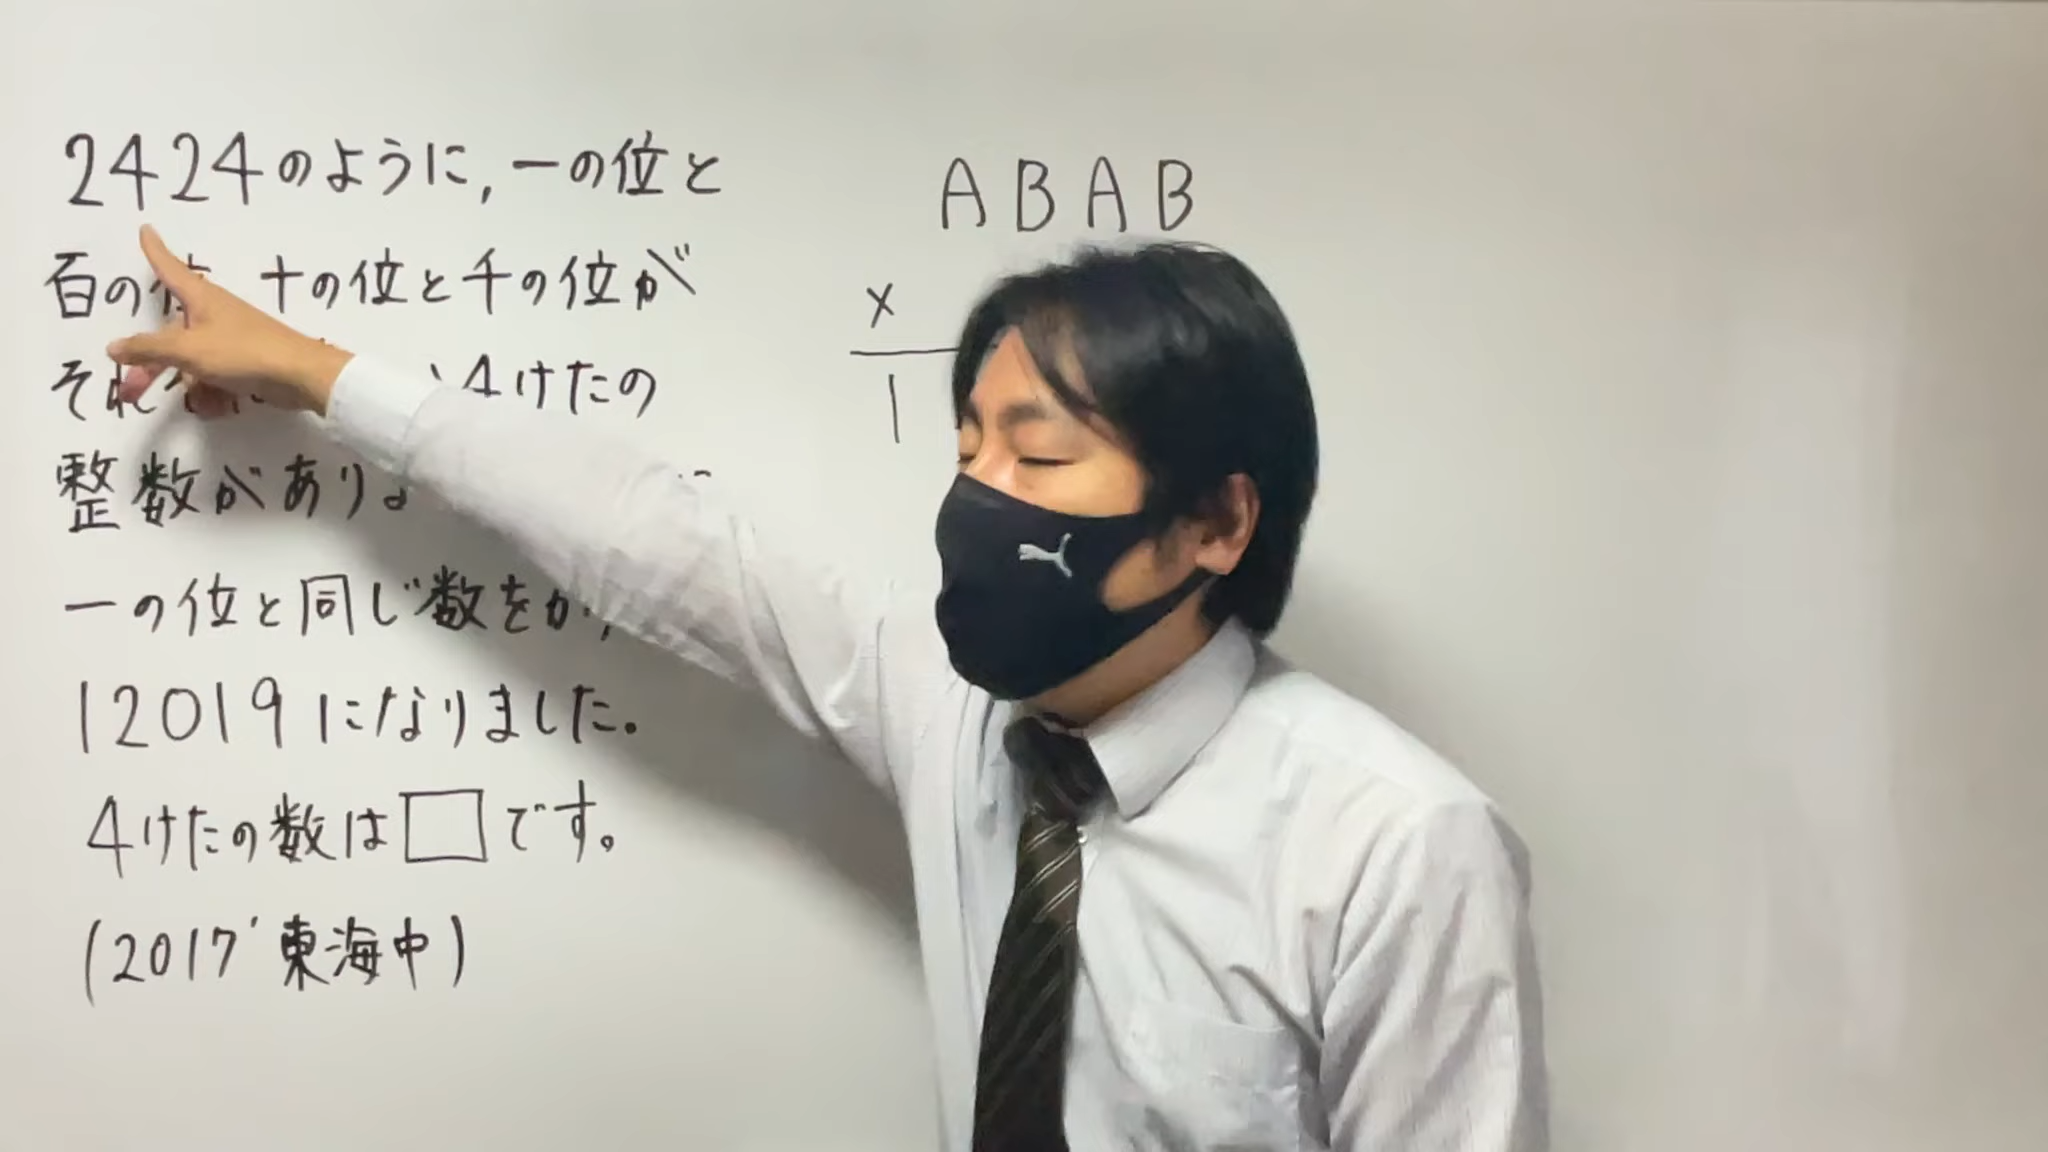 2424のように,一の位と
百の位 十の位と千の位が
それ 4けたの
整数があり
一の位と同じ数をか
12019になりました。
4けたの数は□です。
(2017' 東海中)
A B A B
×
1